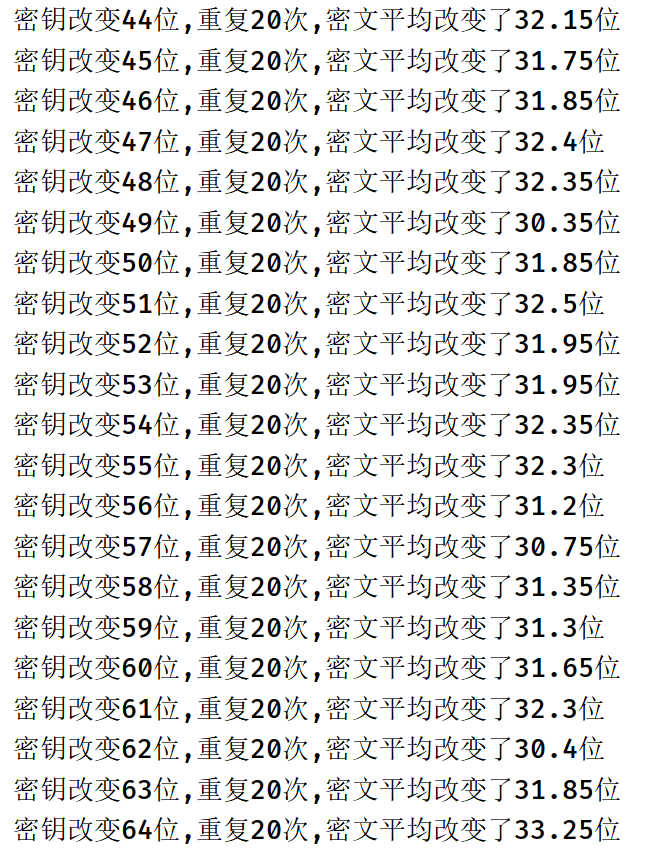 密钥改变44位,重复20次,密文平均改变了32.15位
密钥改变45位,重复20次,密文平均改变了31.75位
密钥改变46位,重复20次,密文平均改变了31.85位
密钥改变47位,重复20次,密文平均改变了32.4位
密钥改变48位,重复20次,密文平均改变了32.35位
密钥改变49位,重复20次,密文平均改变了30.35位
密钥改变50位,重复20次,密文平均改变了31.85位
密钥改变51位,重复20次,密文平均改变了32.5位
密钥改变52位,重复20次,密文平均改变了31.95位
密钥改变53位,重复20次,密文平均改变了31.95位
密钥改变54位,重复20次,密文平均改变了32.35位
密钥改变55位,重复20次,密文平均改变了32.3位
密钥改变56位,重复20次,密文平均改变了31.2位
密钥改变57位,重复20次,密文平均改变了30.75位
密钥改变58位,重复20次,密文平均改变了31.35位
密钥改变59位,重复20次,密文平均改变了31.3位
密钥改变60位,重复20次,密文平均改变了31.65位
密钥改变61位,重复20次,密文平均改变了32.3位
密钥改变62位,重复20次,密文平均改变了30.4位
密钥改变63位,重复20次,密文平均改变了31.85位
密钥改变64位,重复20次,密文平均改变了33.25位